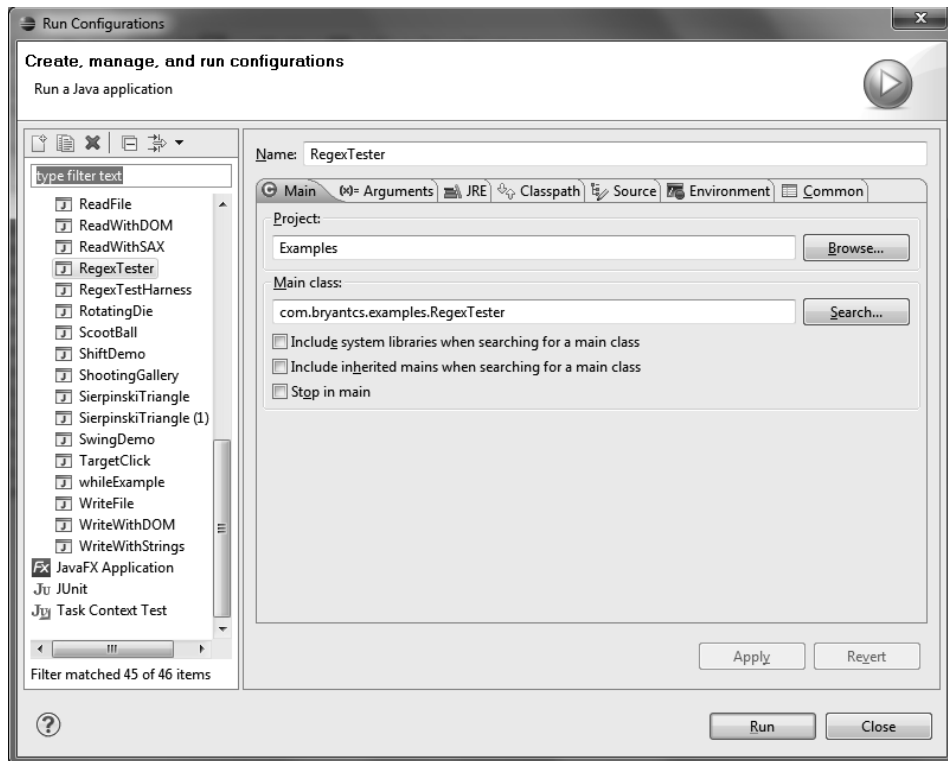 Run Configurations
x
Create, manage, and run configurations
Run a Java application
type filter text
ReadFile
ReadWithDOM
ReadWithSAX
RegexTester
RegexTestHarness
RotatingDie
ScootBall
ShiftDemo
ShootingGallery
SierpinskiTriangle
SierpinskiTriangle (1)
SwingDemo
TargetClick
whileExample
WriteFile
WriteWithDOM
WriteWithStrings
Fx JavaFX Application
Ju JUnit
Task Context Test
Filter matched 45 of 46 items
Name: RegexTester
Main (x)= Arguments JRE Classpath Source Environment Common
Project:
Examples Browse...
Main class:
com.bryantcs.examples.RegexTester Search...
Include system libraries when searching for a main class
Include inherited mains when searching for a main class
Stop in main
Apply Revert
? Run Close